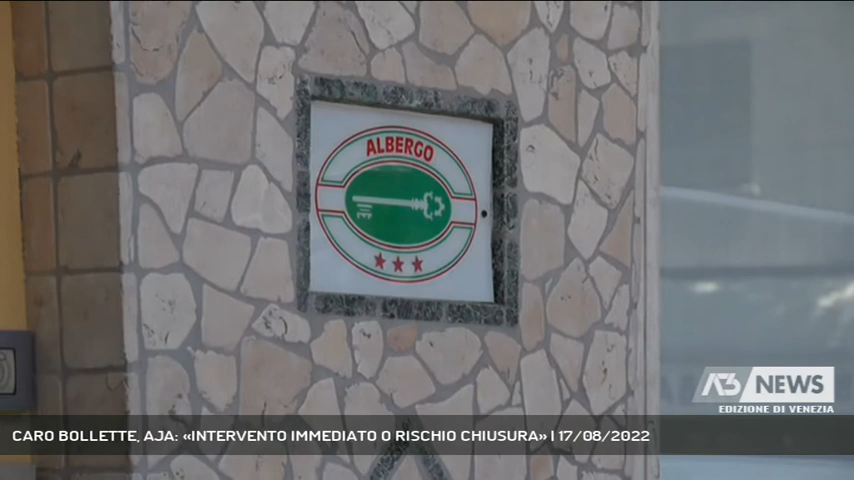 ALBERGO
A3 NEWS
EDIZIONE DI VENEZIA
CARO BOLLETTE, AJA: «INTERVENTO IMMEDIATO O RISCHIO CHIUSURA» | 17/08/2022